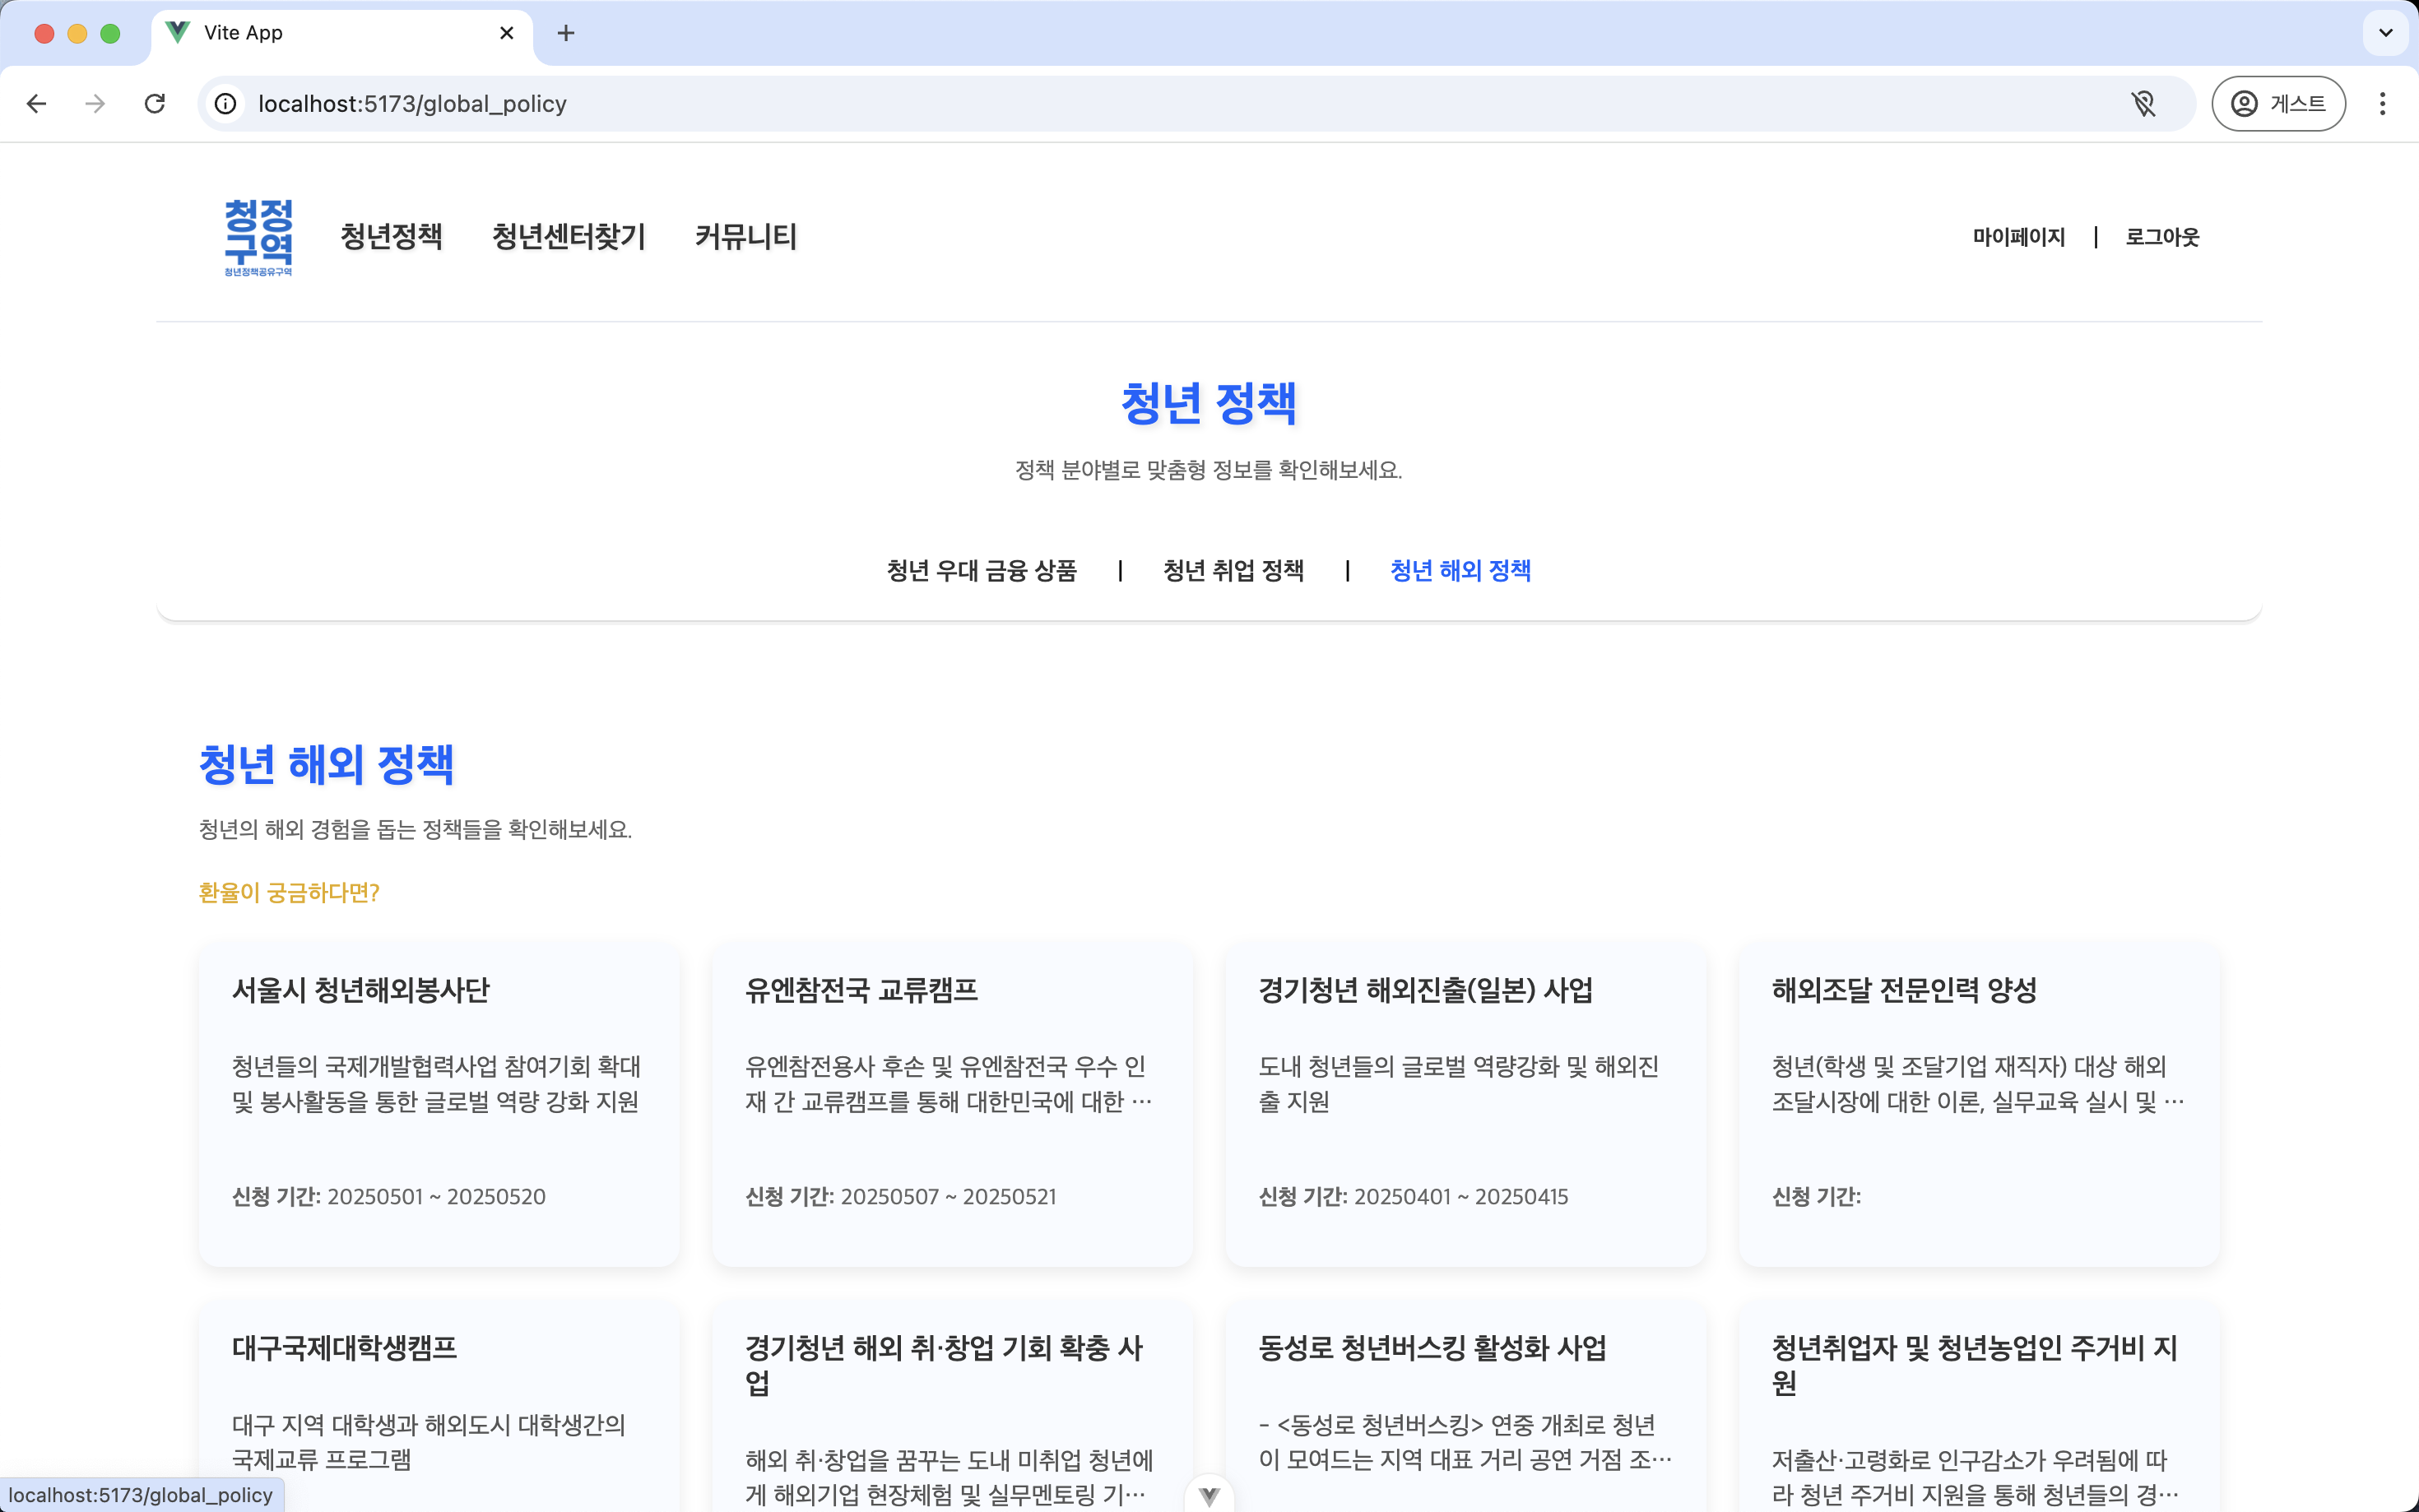 Vite App
localhost:5173/global_policy
게스트
청정
구역
청년정책공유구역
청년정책
청년센터찾기
커뮤니티
마이페이지 | 로그아웃
청년 정책
정책 분야별로 맞춤형 정보를 확인해보세요.
청년 우대 금융 상품 | 청년 취업 정책 | 청년 해외 정책
청년 해외 정책
청년의 해외 경험을 돕는 정책들을 확인해보세요.
환율이 궁금하다면?
서울시 청년해외봉사단
청년들의 국제개발협력사업 참여기회 확대
및 봉사활동을 통한 글로벌 역량 강화 지원
신청 기간: 20250501 ~ 20250520
유엔참전국 교류캠프
유엔참전용사 후손 및 유엔참전국 우수 인
재 간 교류캠프를 통해 대한민국에 대한 …
신청 기간: 20250507 ~ 20250521
경기청년 해외진출(일본) 사업
도내 청년들의 글로벌 역량강화 및 해외진
출 지원
신청 기간: 20250401 ~ 20250415
해외조달 전문인력 양성
청년(학생 및 조달기업 재직자) 대상 해외
조달시장에 대한 이론, 실무교육 실시 및 …
신청 기간:
대구국제대학생캠프
대구 지역 대학생과 해외도시 대학생간의
국제교류 프로그램
경기청년 해외 취·창업 기회 확충 사
업
해외 취·창업을 꿈꾸는 도내 미취업 청년에
게 해외기업 현장체험 및 실무멘토링 기…
동성로 청년버스킹 활성화 사업
- <동성로 청년버스킹> 연중 개최로 청년
이 모여드는 지역 대표 거리 공연 거점 조…
청년취업자 및 청년농업인 주거비 지
원
저출산·고령화로 인구감소가 우려됨에 따
라 청년 주거비 지원을 통해 청년들의 경…
localhost:5173/global_policy